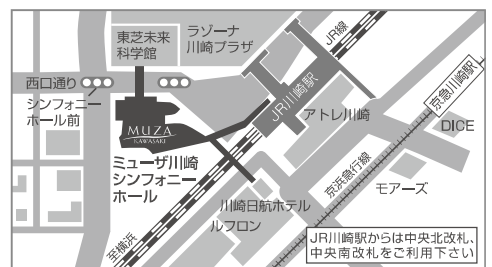 東芝未来
科学館
ラゾーナ
川崎プラザ
JR線
西口通り
シンフォニー
ホール前
JR川崎駅
京急川崎駅
アトレ川崎
DICE
MUZA
KAWASAKI
ミューザ川崎
シンフォニー
ホール
京浜急行線
モアーズ
川崎日航ホテル
ルフロン
至横浜
JR川崎駅からは中央北改札、
中央南改札をご利用下さい